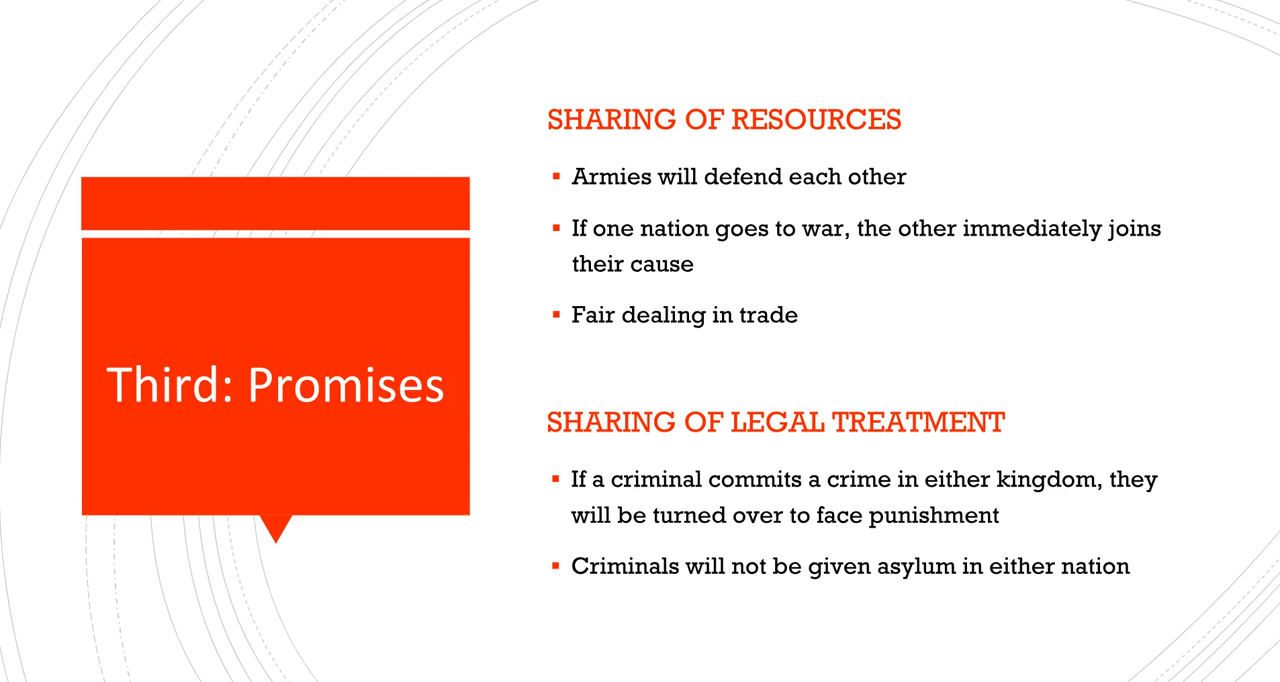 Third: Promises
SHARING OF RESOURCES
▪ Armies will defend each other
▪ If one nation goes to war, the other immediately joins
their cause
▪ Fair dealing in trade
SHARING OF LEGAL TREATMENT
▪ If a criminal commits a crime in either kingdom, they
will be turned over to face punishment
▪ Criminals will not be given asylum in either nation